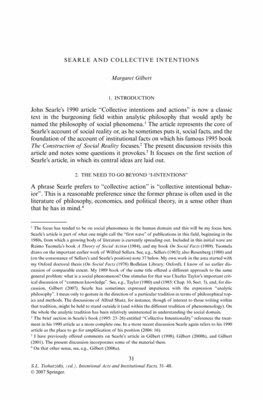 SEARLE AND COLLECTIVE INTENTIONS
Margaret Gilbert
1. INTRODUCTION
John Searle's 1990 article "Collective intentions and actions" is now a classic
text in the burgeoning field within analytic philosophy that would aptly be
named the philosophy of social phenomena.¹ The article represents the core of
Searle's account of social reality or, as he sometimes puts it, social facts, and the
foundation of the account of institutional facts on which his famous 1995 book
The Construction of Social Reality focuses.² The present discussion revisits this
article and notes some questions it provokes.³ It focuses on the first section of
Searle's article, in which its central ideas are laid out.
2. THE NEED TO GO BEYOND "I-INTENTIONS"
A phrase Searle prefers to "collective action" is "collective intentional behav-
ior". This is a reasonable preference since the former phrase is often used in the
literature of philosophy, economics, and political theory, in a sense other than
that he has in mind.⁴
¹ The focus has tended to be on social phenomena in the human domain and this will be my focus here.
Searle's article is part of what one might call the "first wave" of publications in this field, beginning in the
1980s, from which a growing body of literature is currently spreading out. Included in this initial wave are
Raimo Tuomela's book A Theory of Social Action (1984), and my book On Social Facts (1989). Tuomela
draws on the important earlier work of Wilfrid Sellars. See, e.g., Sellars (1963); also Rosenberg (1980) and
(on the consonance of Sellars's and Searle's position) note 37 below. My own work in the area started with
my Oxford doctoral thesis (On Social Facts (1978) Bodleian Library: Oxford). I know of no earlier dis-
cussion of comparable extent. My 1989 book of the same title offered a different approach to the same
general problem: what is a social phenomenon? One stimulus for that was Charles Taylor's important criti-
cal discussion of "common knowledge". See, e.g., Taylor (1980) and (1985: Chap. 10, Sect. 3), and, for dis-
cussion, Gilbert (2007). Searle has sometimes expressed impatience with the expression "analytic
philosophy". I mean only to gesture in the direction of a particular tradition in terms of philosophical top-
ics and methods. The discussions of Alfred Shutz, for instance, though of interest to those writing within
that tradition, might be held to stand outside it (and within the different tradition of phenomenology). On
the whole the analytic tradition has been relatively uninterested in understanding the social domain.
² The brief section in Searle's book (1995: 23–26) entitled "Collective Intentionality" references the treat-
ment in his 1990 article as a more complete one. In a more recent discussion Searle again refers to his 1990
article as the place to go for amplification of his position (2006: 16).
³ I have previously offered comments on Searle's article in Gilbert (1998), (2000b), and Gilbert
(2001). The present discussion incorporates some of the material there.
⁴ On that other sense, see, e.g., Gilbert (2006a).
31
S.L. Tsohatzidis, (ed.), Intentional Acts and Institutional Facts, 31–48.
© 2007 Springer.